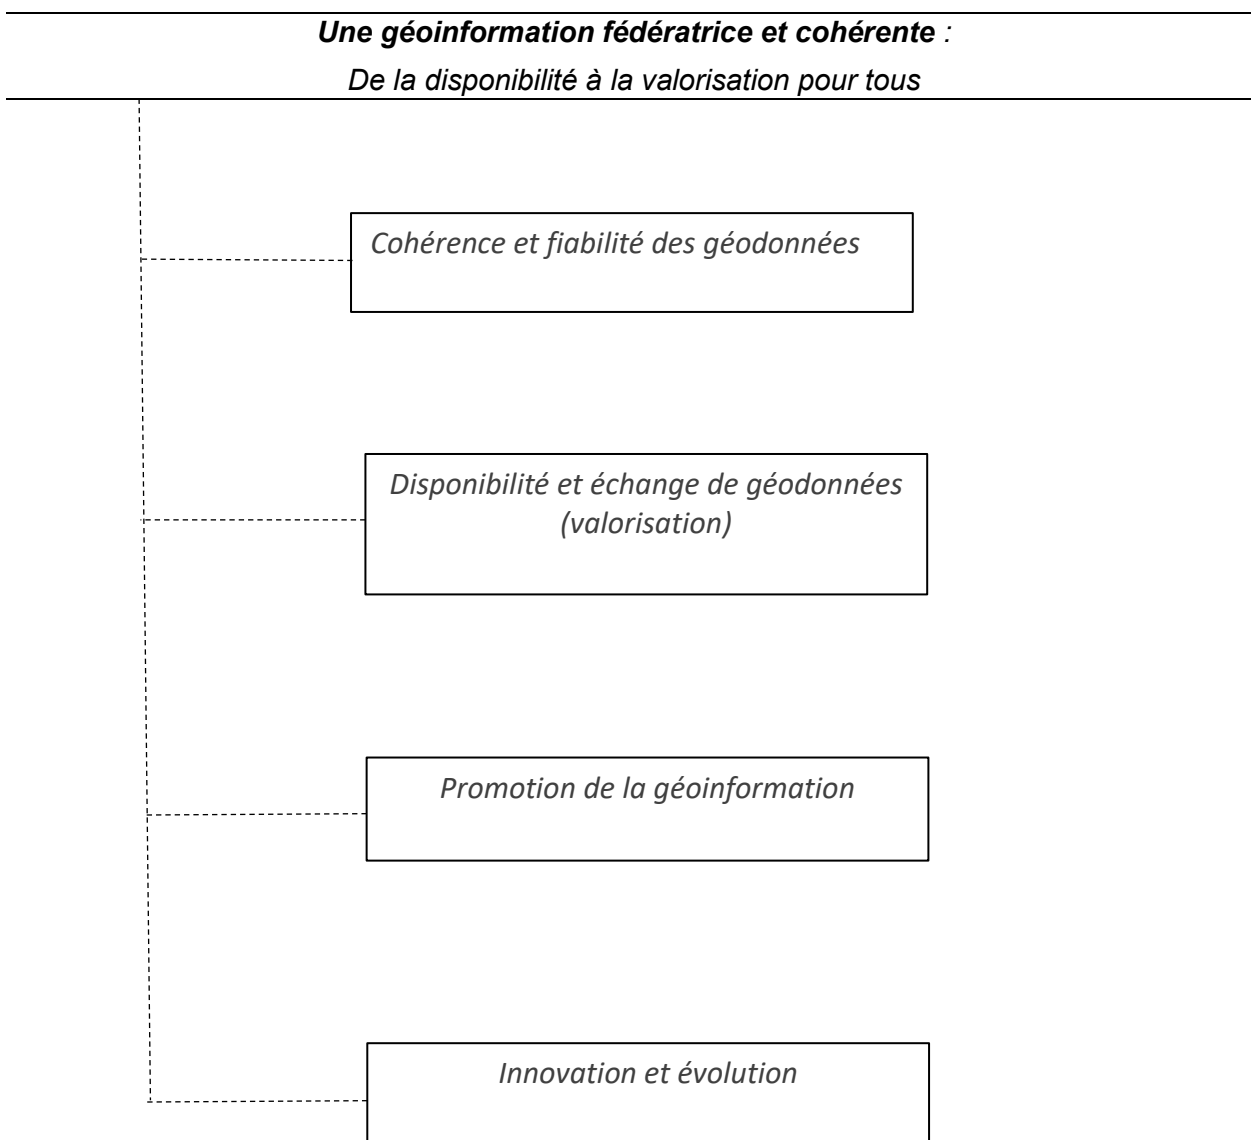 Une géoinformation fédératrice et cohérente :
De la disponibilité à la valorisation pour tous
Cohérence et fiabilité des géodonnées
Disponibilité et échange de géodonnées
(valorisation)
Promotion de la géoinformation
Innovation et évolution